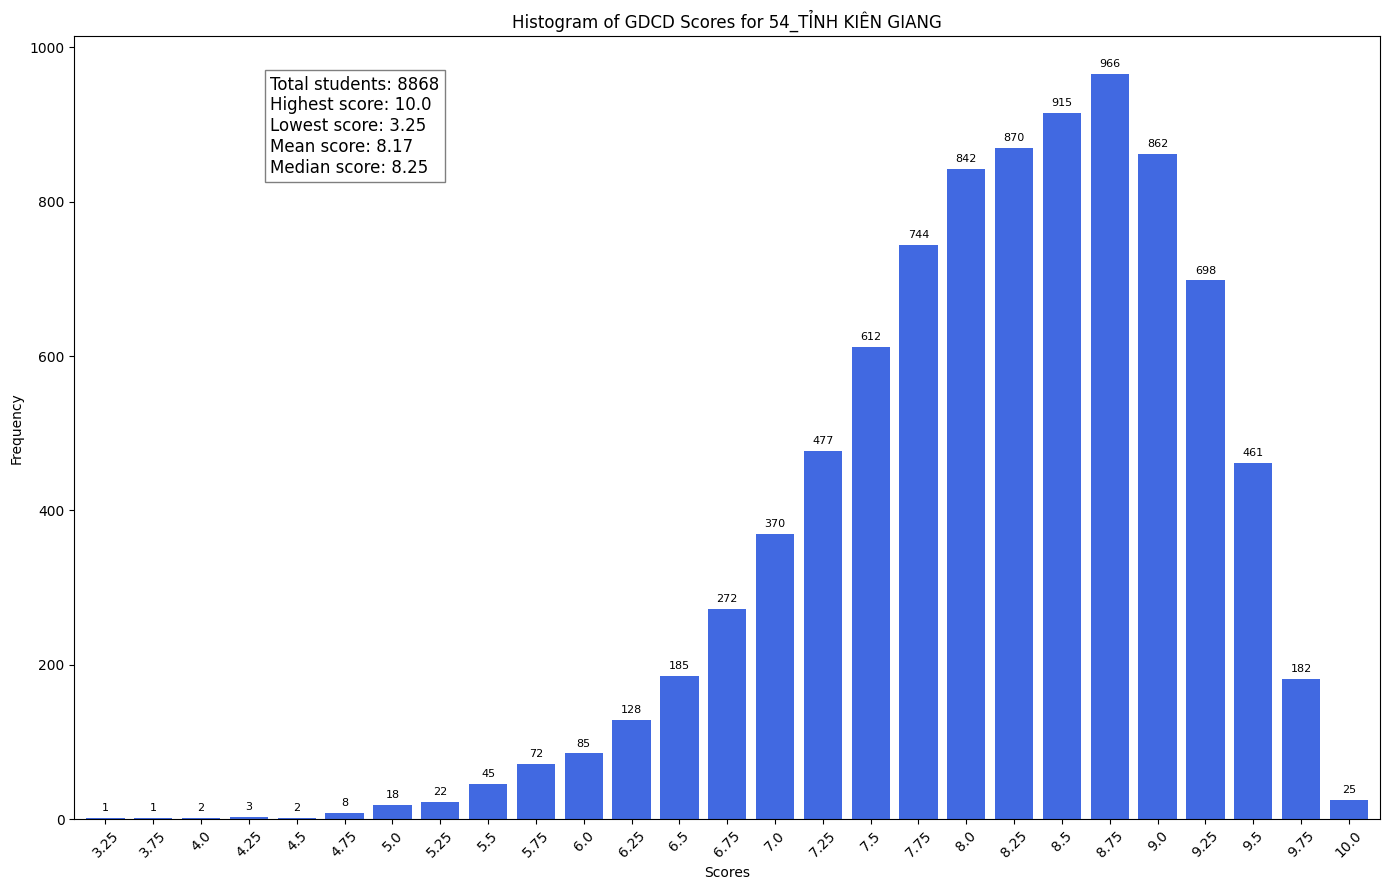 Histogram of GDCD Scores for 54_TỈNH KIÊN GIANG
Total students: 8868
Highest score: 10.0
Lowest score: 3.25
Mean score: 8.17
Median score: 8.25
Frequency
1000
800
600
400
200
0
1 1 2 3 2 8 18 22 45 72 85 128 185 272 370 477 612 744 842 870 915 966 862 698 461 182 25
3.25 3.75 4.0 4.25 4.5 4.75 5.0 5.25 5.5 5.75 6.0 6.25 6.5 6.75 7.0 7.25 7.5 7.75 8.0 8.25 8.5 8.75 9.0 9.25 9.5 9.75 10.0
Scores